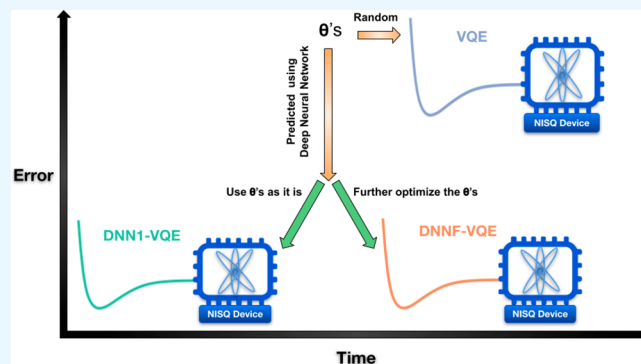 θ's
Random
VQE
NISQ Device
Predicted using
Deep Neural Network
Error
Use θ's as it is
Further optimize the θ's
DNN1-VQE
DNNF-VQE
NISQ Device
NISQ Device
Time